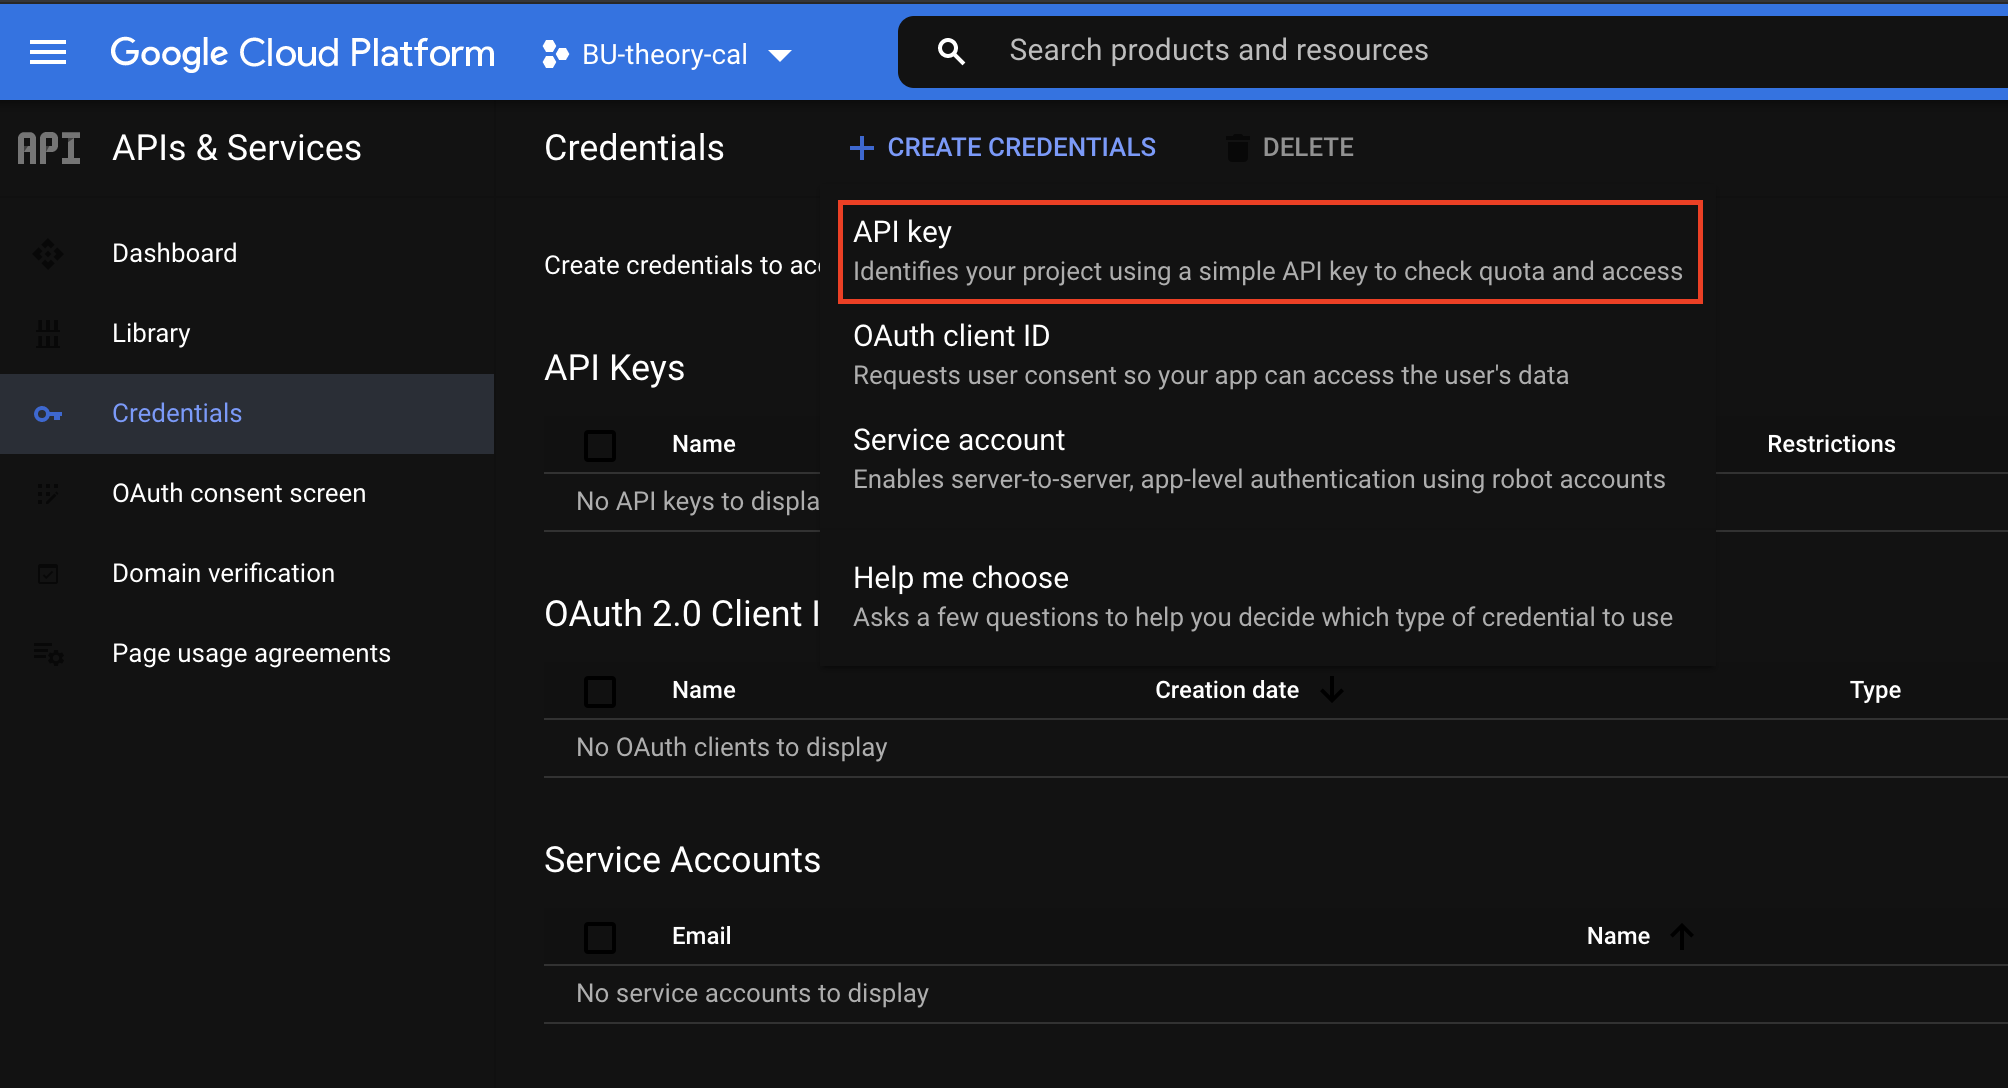 Google Cloud Platform
BU-theory-cal
Search products and resources
API
APIs & Services
Credentials
CREATE CREDENTIALS
DELETE
Dashboard
Library
Credentials
OAuth consent screen
Domain verification
Page usage agreements
Create credentials to acc
API key
Identifies your project using a simple API key to check quota and access
OAuth client ID
Requests user consent so your app can access the user's data
Service account
Enables server-to-server, app-level authentication using robot accounts
Help me choose
Asks a few questions to help you decide which type of credential to use
API Keys
Name
Restrictions
No API keys to displa
OAuth 2.0 Client I
Name
Creation date
Type
No OAuth clients to display
Service Accounts
Email
Name
No service accounts to display